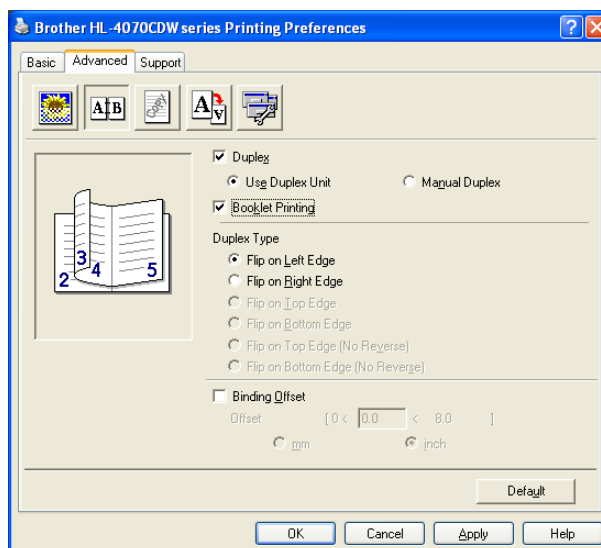 Brother HL-4070CDW series Printing Preferences
Basic Advanced Support
A B A A
Duplex
Use Duplex Unit Manual Duplex
Booklet Printing
Duplex Type
Flip on Left Edge
Flip on Right Edge
Flip on Top Edge
Flip on Bottom Edge
Flip on Top Edge (No Reverse)
Flip on Bottom Edge (No Reverse)
2 3 4 5
Binding Offset
Offset [ 0 < 0.0 < 8.0 ]
mm inch
Default
OK Cancel Apply Help